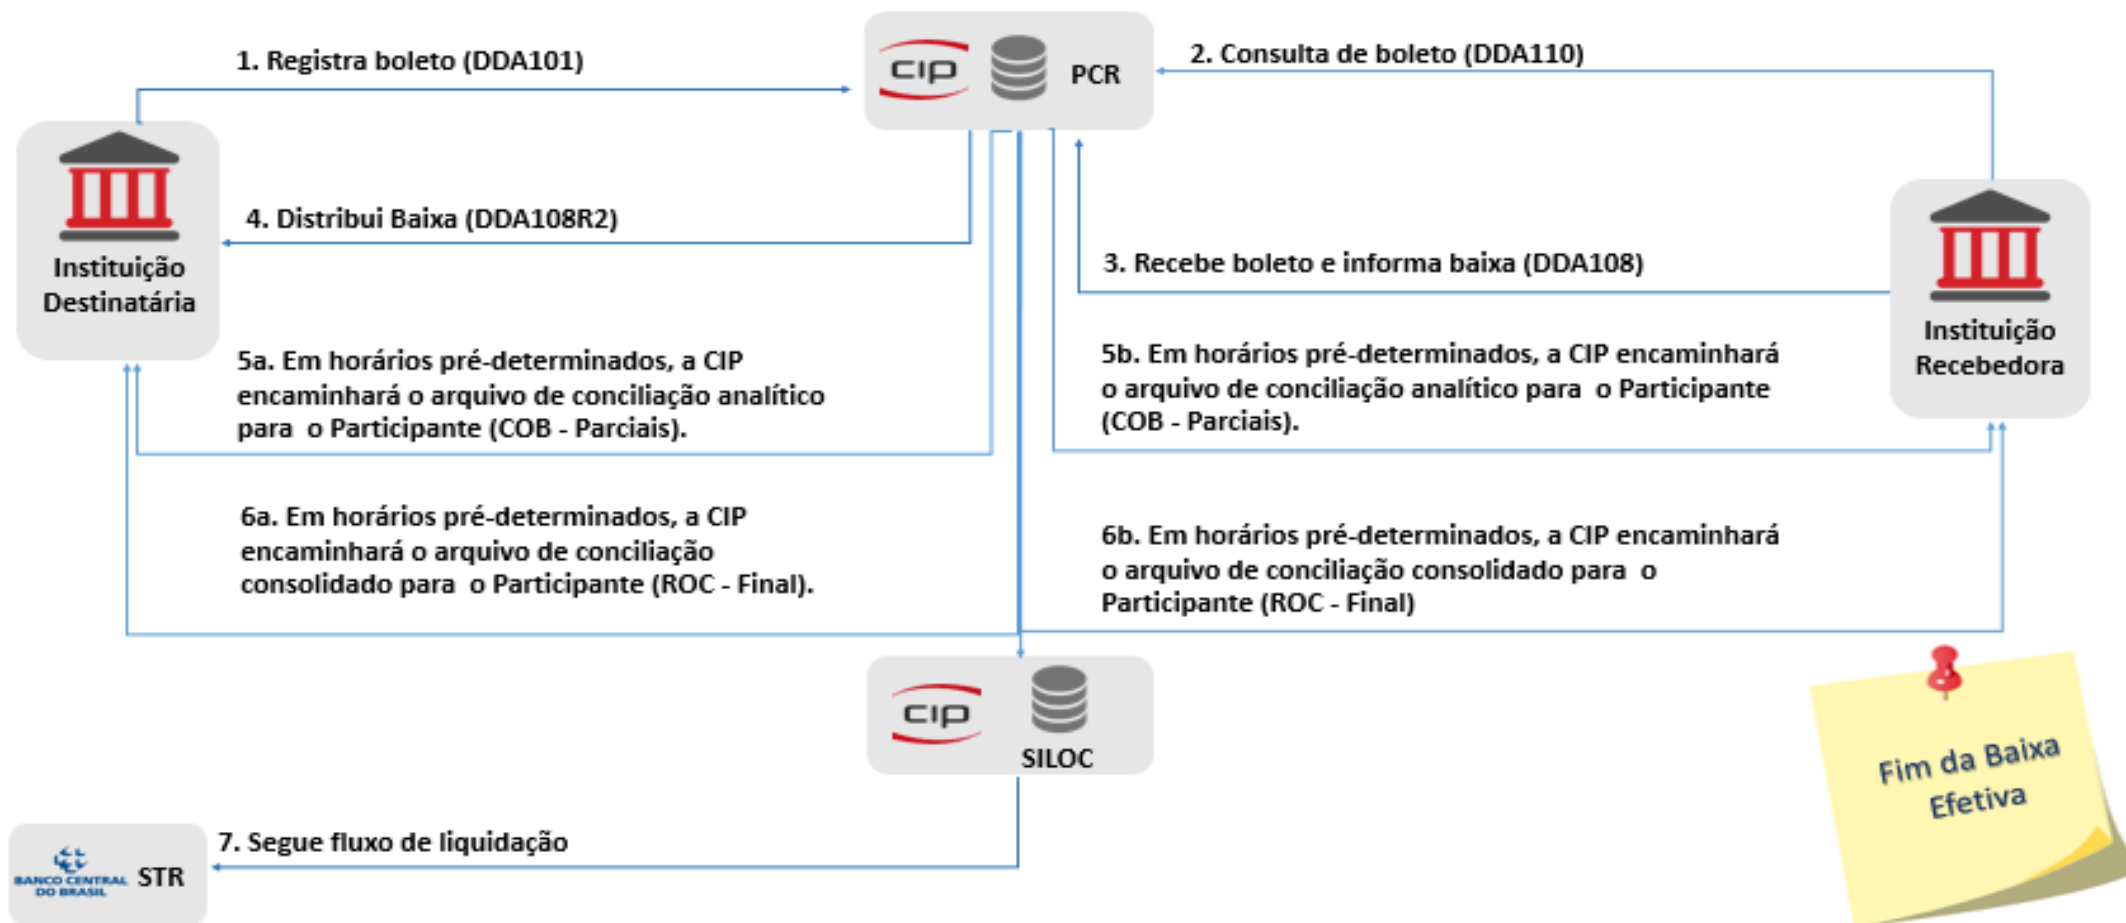 1. Registra boleto (DDA101)
cip
PCR
2. Consulta de boleto (DDA110)
Instituição
Destinatária
4. Distribui Baixa (DDA108R2)
3. Recebe boleto e informa baixa (DDA108)
Instituição
Recebedora
5a. Em horários pré-determinados, a CIP
encaminhará o arquivo de conciliação analítico
para o Participante (COB - Parciais).
5b. Em horários pré-determinados, a CIP encaminhará
o arquivo de conciliação analítico para o Participante
(COB - Parciais).
6a. Em horários pré-determinados, a CIP
encaminhará o arquivo de conciliação
consolidado para o Participante (ROC - Final).
6b. Em horários pré-determinados, a CIP encaminhará
o arquivo de conciliação consolidado para o
Participante (ROC - Final)
cip
SILOC
Fim da Baixa
Efetiva
7. Segue fluxo de liquidação
BANCO CENTRAL
DO BRASIL
STR